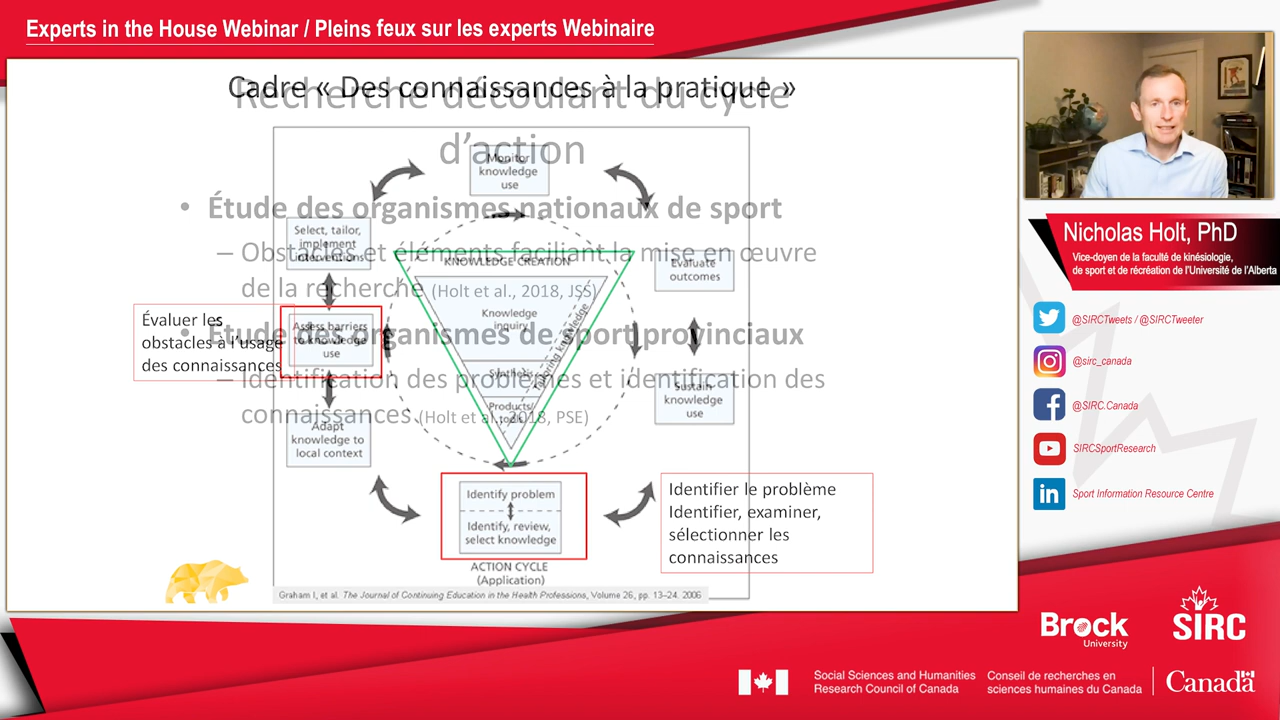 Experts in the House Webinar / Pleins feux sur les experts Webinaire
Cadre « Des connaissances à la pratique »
Recherche découlant du cycle
d'action
• Étude des organismes nationaux de sport
– Obstacles et éléments faciliant la mise en œuvre
de la recherche (Holt et al., 2018, JSS)
• Étude des organismes de sport provinciaux
– Identification des problèmes et identification des
connaissances (Holt et al., 2018, PSE)
Monitor
knowledge
use
Select, tailor,
implement
interventions
KNOWLEDGE CREATION
Evaluate
outcomes
Knowledge
inquiry
Synthesis
Products/
tools
Tailoring knowledge
Évaluer les
obstacles à l'usage
des connaissances
Assess barriers
to knowledge
use
Sustain
knowledge
use
Adapt
knowledge to
local context
Identify problem
Identify, review,
select knowledge
Identifier le problème
Identifier, examiner,
sélectionner les
connaissances
ACTION CYCLE
(Application)
Graham I, et al. The Journal of Continuing Education in the Health Professions, Volume 26, pp. 13–24. 2006
Nicholas Holt, PhD
Vice-doyen de la faculté de kinésiologie,
de sport et de récréation de l'Université de l'Alberta
@SIRCTweets / @SIRCTweeter
@sirc_canada
@SIRC.Canada
SIRCSportResearch
in
Sport Information Resource Centre
Brock
University
SIRC
Social Sciences and Humanities
Research Council of Canada
Conseil de recherches en
sciences humaines du Canada
Canada